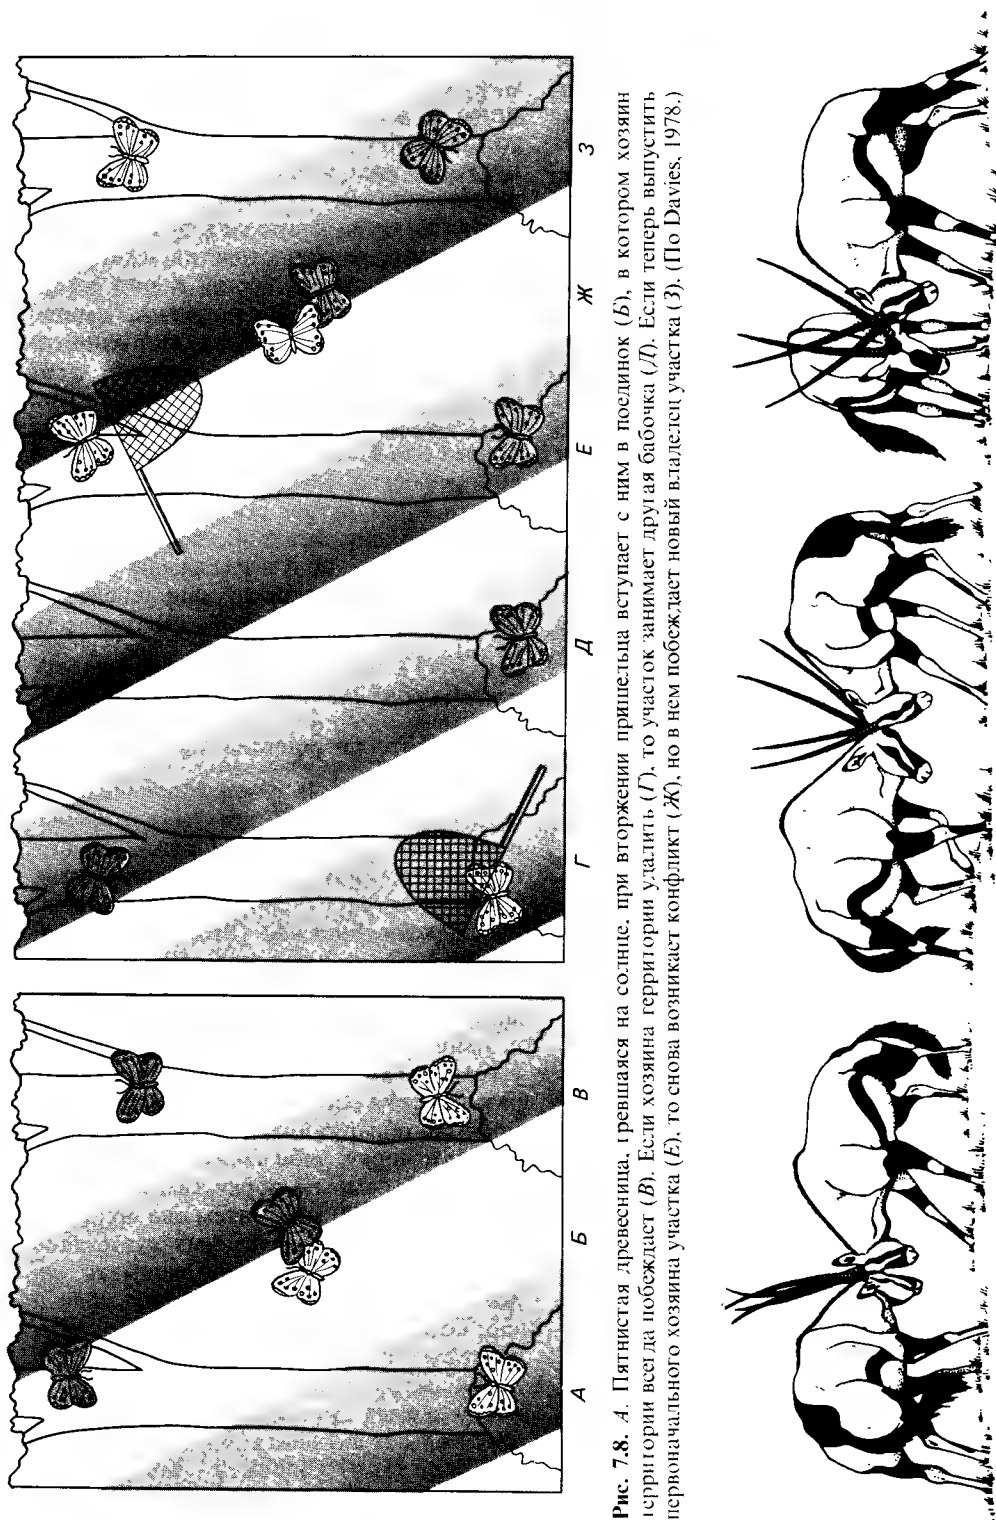 А Б В Г Д Е Ж З
Рис. 7.8. А. Пятнистая древесница, гревшаяся на солнце, при вторжении пришельца вступает с ним в поединок (Б), в котором хозяин
территории всегда побеждает (В). Если хозяина территории удалить (Г), то участок занимает другая бабочка (Д). Если теперь выпустить
первоначального хозяина участка (Е), то снова возникает конфликт (Ж), но в нем побеждает новый владелец участка (З). (По Davies, 1978.)